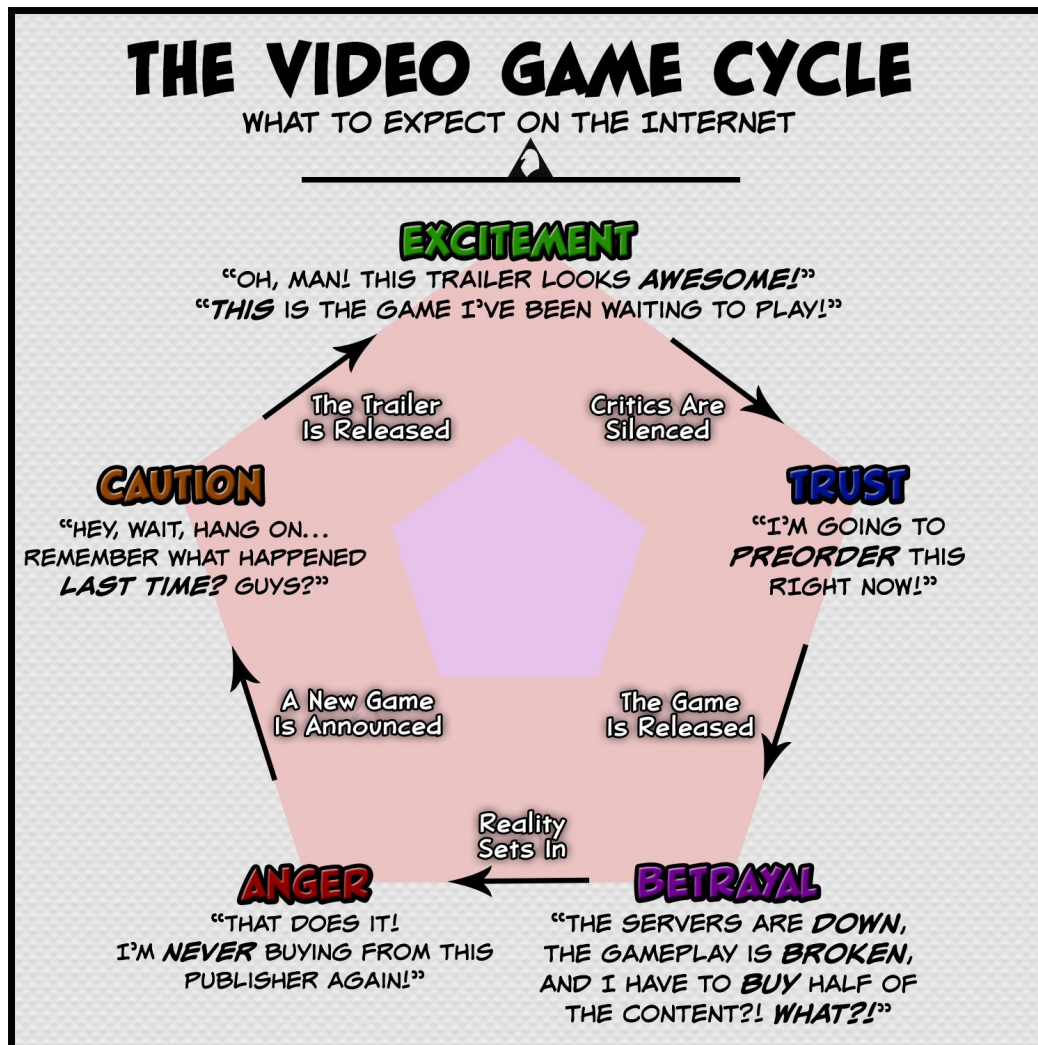 THE VIDEO GAME CYCLE
WHAT TO EXPECT ON THE INTERNET
EXCITEMENT
“OH, MAN! THIS TRAILER LOOKS AWESOME!”
“THIS IS THE GAME I’VE BEEN WAITING TO PLAY!”
The Trailer
Is Released
Critics Are
Silenced
CAUTION
“HEY, WAIT, HANG ON...
REMEMBER WHAT HAPPENED
LAST TIME? GUYS?”
TRUST
“I’M GOING TO
PREORDER THIS
RIGHT NOW!”
A New Game
Is Announced
The Game
Is Released
Reality
Sets In
ANGER
“THAT DOES IT!
I’M NEVER BUYING FROM THIS
PUBLISHER AGAIN!”
BETRAYAL
“THE SERVERS ARE DOWN,
THE GAMEPLAY IS BROKEN,
AND I HAVE TO BUY HALF OF
THE CONTENT?! WHAT?!”